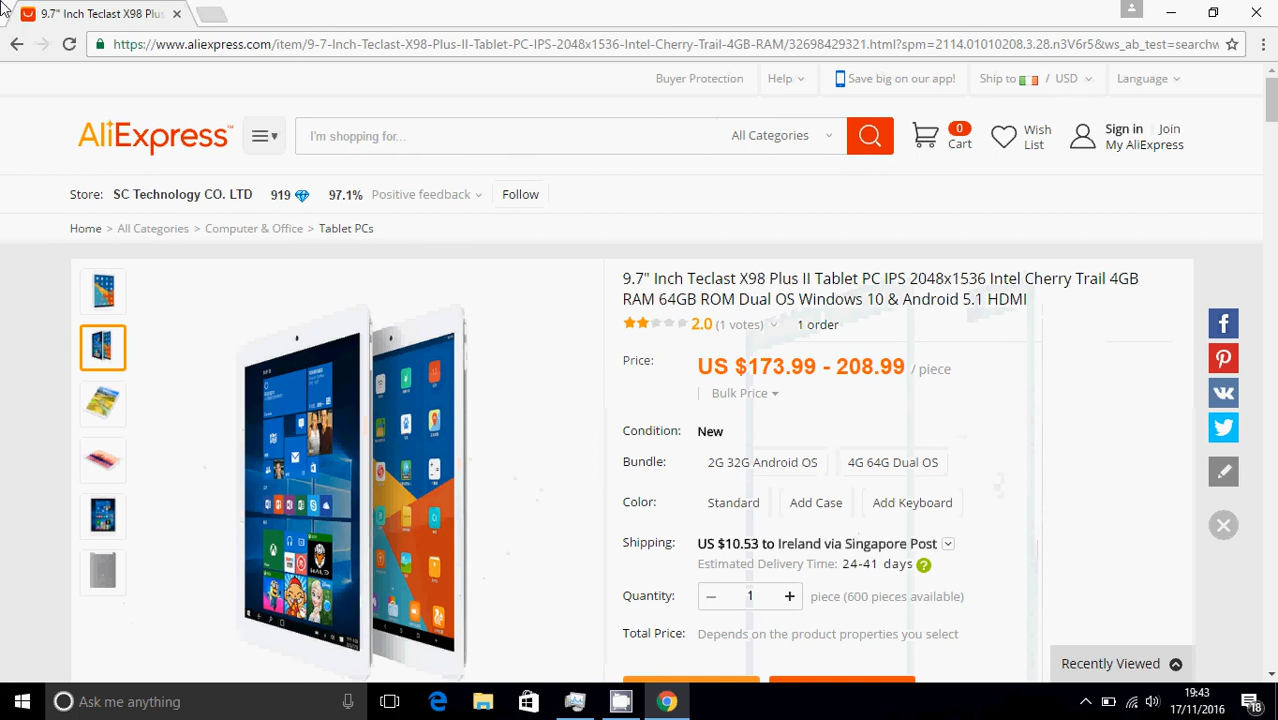 9.7" Inch Teclast X98 Plus
https://www.aliexpress.com/item/9-7-Inch-Teclast-X98-Plus-II-Tablet-PC-IPS-2048x1536-Intel-Cherry-Trail-4GB-RAM/32698429321.html?spm=2114.01010208.3.28.n3V6r5&ws_ab_test=searchw
Buyer Protection Help Save big on our app! Ship to / USD Language
AliExpress™ I'm shopping for... All Categories 0 Cart Wish List Sign in Join My AliExpress
Store: SC Technology CO. LTD 919 97.1% Positive feedback Follow
Home > All Categories > Computer & Office > Tablet PCs
9.7" Inch Teclast X98 Plus II Tablet PC IPS 2048x1536 Intel Cherry Trail 4GB
RAM 64GB ROM Dual OS Windows 10 & Android 5.1 HDMI
2.0 (1 votes) 1 order
Price: US $173.99 - 208.99 / piece
Bulk Price
Condition: New
Bundle: 2G 32G Android OS 4G 64G Dual OS
Color: Standard Add Case Add Keyboard
Shipping: US $10.53 to Ireland via Singapore Post
Estimated Delivery Time: 24-41 days ?
Quantity: – 1 + piece (600 pieces available)
Total Price: Depends on the product properties you select
Recently Viewed
Ask me anything
19:43
17/11/2016
18